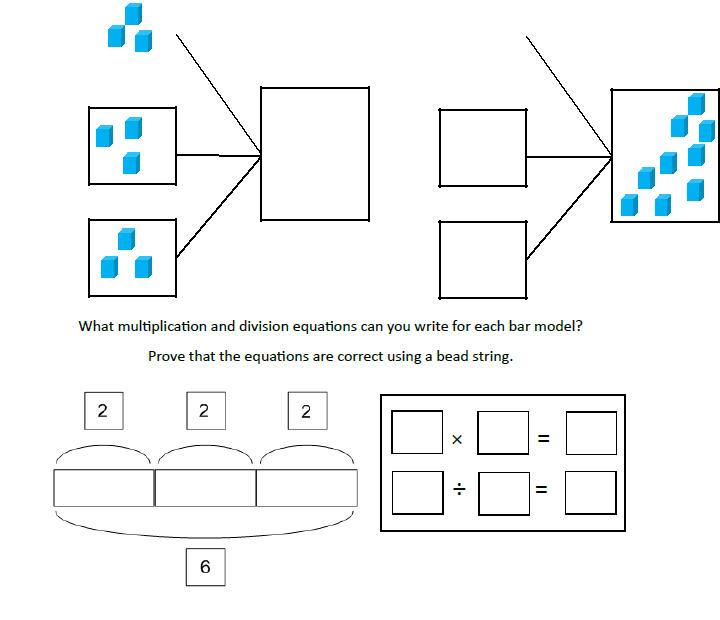 What multiplication and division equations can you write for each bar model?
Prove that the equations are correct using a bead string.
2 2 2
× =
÷ =
6